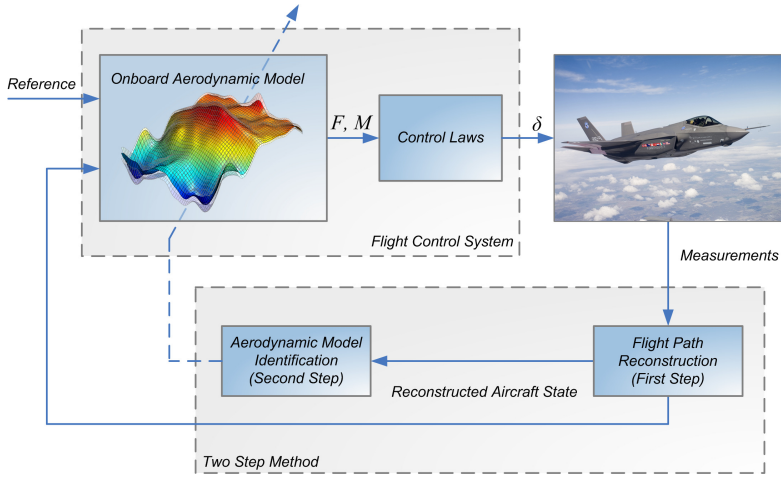 Onboard Aerodynamic Model
Reference
F, M
Control Laws
δ
Flight Control System
Measurements
Aerodynamic Model
Identification
(Second Step)
Flight Path
Reconstruction
(First Step)
Reconstructed Aircraft State
Two Step Method